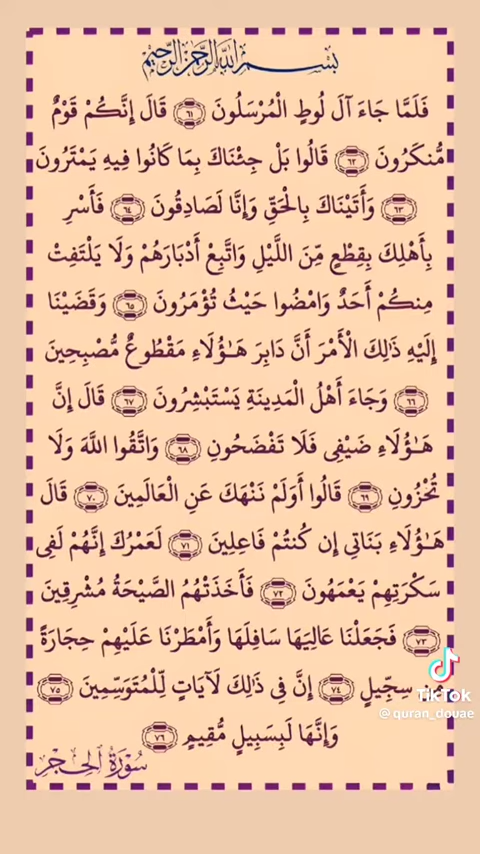 بسم الله الرحمن الرحيم
فَلَمَّا جَاءَ آلَ لُوطٍ الْمُرْسَلُونَ ٦١ قَالَ إِنَّكُمْ قَوْمٌ
مُّنكَرُونَ ٦٢ قَالُوا بَلْ جِئْنَاكَ بِمَا كَانُوا فِيهِ يَمْتَرُونَ
٦٣ وَأَتَيْنَاكَ بِالْحَقِّ وَإِنَّا لَصَادِقُونَ ٦٤ فَأَسْرِ
بِأَهْلِكَ بِقِطْعٍ مِّنَ اللَّيْلِ وَاتَّبِعْ أَدْبَارَهُمْ وَلَا يَلْتَفِتْ
مِنكُمْ أَحَدٌ وَامْضُوا حَيْثُ تُؤْمَرُونَ ٦٥ وَقَضَيْنَا
إِلَيْهِ ذَٰلِكَ الْأَمْرَ أَنَّ دَابِرَ هَـٰؤُلَاءِ مَقْطُوعٌ مُّصْبِحِينَ
٦٦ وَجَاءَ أَهْلُ الْمَدِينَةِ يَسْتَبْشِرُونَ ٦٧ قَالَ إِنَّ
هَـٰؤُلَاءِ ضَيْفِي فَلَا تَفْضَحُونِ ٦٨ وَاتَّقُوا اللَّهَ وَلَا
تُخْزُونِ ٦٩ قَالُوا أَوَلَمْ نَنْهَكَ عَنِ الْعَالَمِينَ ٧٠ قَالَ
هَـٰؤُلَاءِ بَنَاتِي إِن كُنتُمْ فَاعِلِينَ ٧١ لَعَمْرُكَ إِنَّهُمْ لَفِي
سَكْرَتِهِمْ يَعْمَهُونَ ٧٢ فَأَخَذَتْهُمُ الصَّيْحَةُ مُشْرِقِينَ
٧٣ فَجَعَلْنَا عَالِيَهَا سَافِلَهَا وَأَمْطَرْنَا عَلَيْهِمْ حِجَارَةً
سِجِّيلٍ ٧٤ إِنَّ فِي ذَٰلِكَ لَآيَاتٍ لِّلْمُتَوَسِّمِينَ ٧٥
وَإِنَّهَا لَبِسَبِيلٍ مُّقِيمٍ ٧٦
سُورَةُ الحِجْر
TikTok
@quran_douae